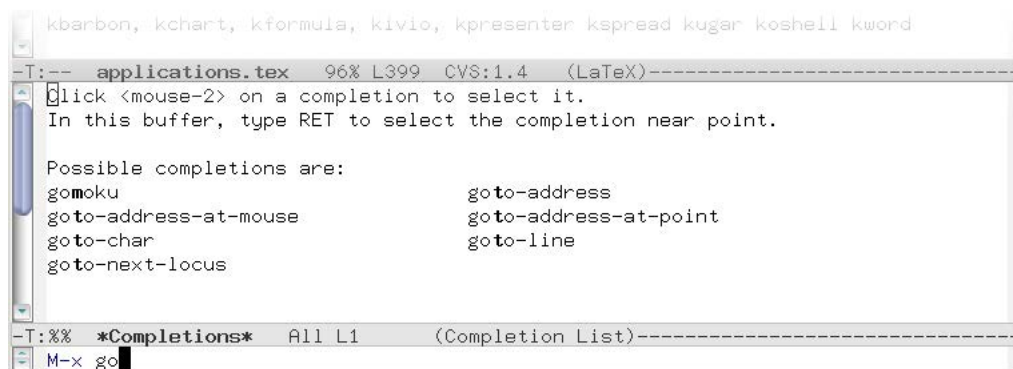 kbarbon, kchart, kformula, kivio, kpresenter kspread kugar koshell kword
-T:-- applications.tex 96% L399 CVS:1.4 (LaTeX)-------------------------------
Click <mouse-2> on a completion to select it.
In this buffer, type RET to select the completion near point.
Possible completions are:
gomoku goto-address
goto-address-at-mouse goto-address-at-point
goto-char goto-line
goto-next-locus
-T:%% *Completions* All L1 (Completion List)--------------------------------
M-x go